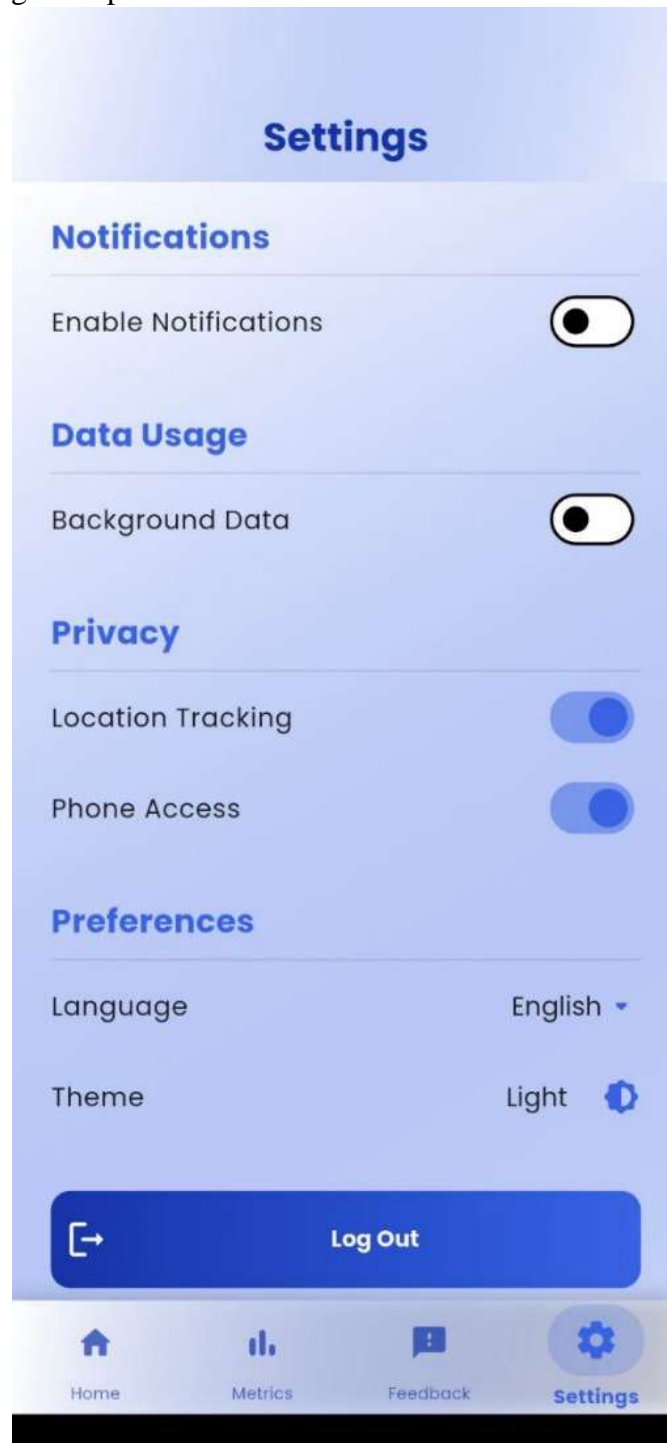 Settings
Notifications
Enable Notifications
Data Usage
Background Data
Privacy
Location Tracking
Phone Access
Preferences
Language English
Theme Light
Log Out
Home Metrics Feedback Settings